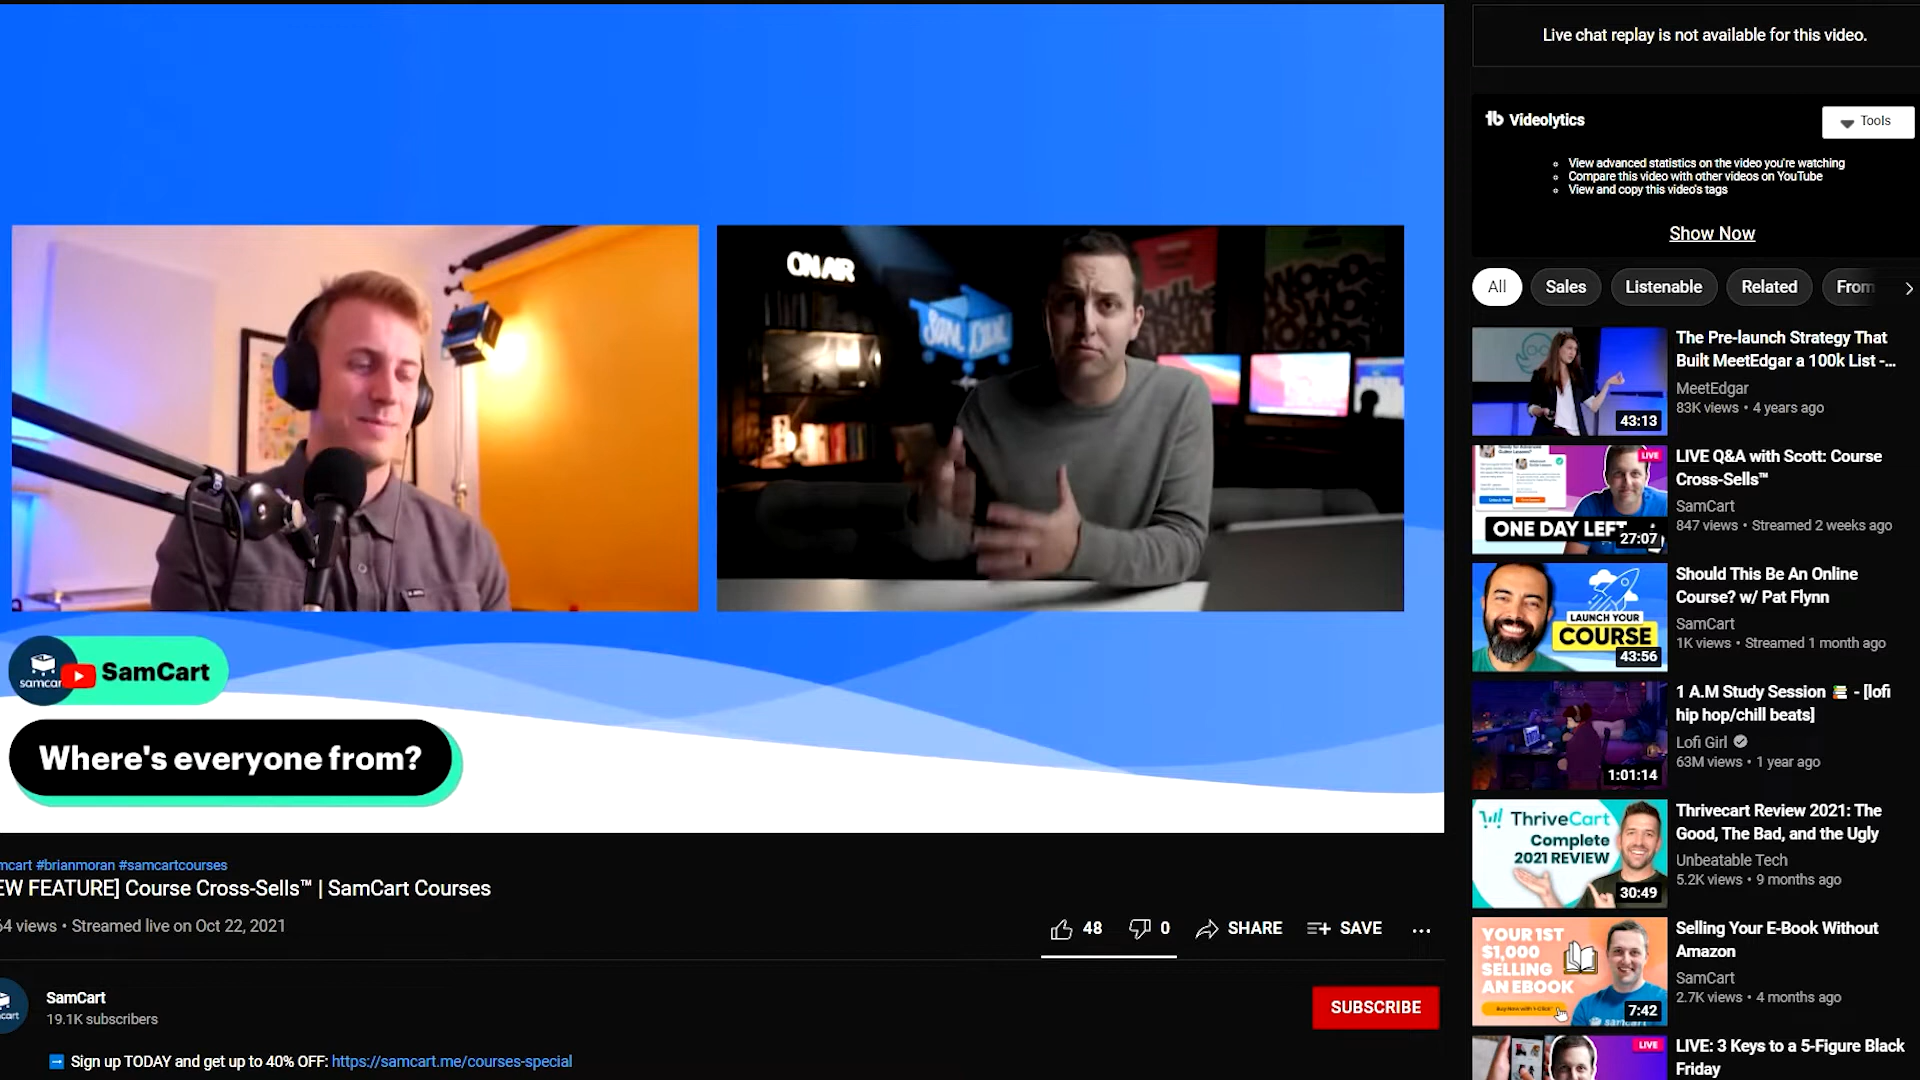 Live chat replay is not available for this video.
Videolytics
Tools
View advanced statistics on the video you're watching
Compare this video with other videos on YouTube
View and copy this video's tags
Show Now
All
Sales
Listenable
Related
From
ON AIR
SAM CART
samcart
SamCart
Where's everyone from?
mcart #brianmoran #samcartcourses
EW FEATURE] Course Cross-Sells™ | SamCart Courses
64 views • Streamed live on Oct 22, 2021
48
0
SHARE
SAVE
SamCart
19.1K subscribers
SUBSCRIBE
Sign up TODAY and get up to 40% OFF: https://samcart.me/courses-special
43:13
The Pre-launch Strategy That
Built MeetEdgar a 100k List -...
MeetEdgar
83K views • 4 years ago
LIVE
ONE DAY LEFT
27:07
LIVE Q&A with Scott: Course
Cross-Sells™
SamCart
847 views • Streamed 2 weeks ago
LAUNCH YOUR
COURSE
43:56
Should This Be An Online
Course? w/ Pat Flynn
SamCart
1K views • Streamed 1 month ago
1:01:14
1 A.M Study Session 📚 - [lofi
hip hop/chill beats]
Lofi Girl
63M views • 1 year ago
ThriveCart
Complete
2021 REVIEW
30:49
Thrivecart Review 2021: The
Good, The Bad, and the Ugly
Unbeatable Tech
5.2K views • 9 months ago
YOUR 1ST
$1,000
SELLING
AN EBOOK
samcart
7:42
Selling Your E-Book Without
Amazon
SamCart
2.7K views • 4 months ago
LIVE
LIVE: 3 Keys to a 5-Figure Black
Friday